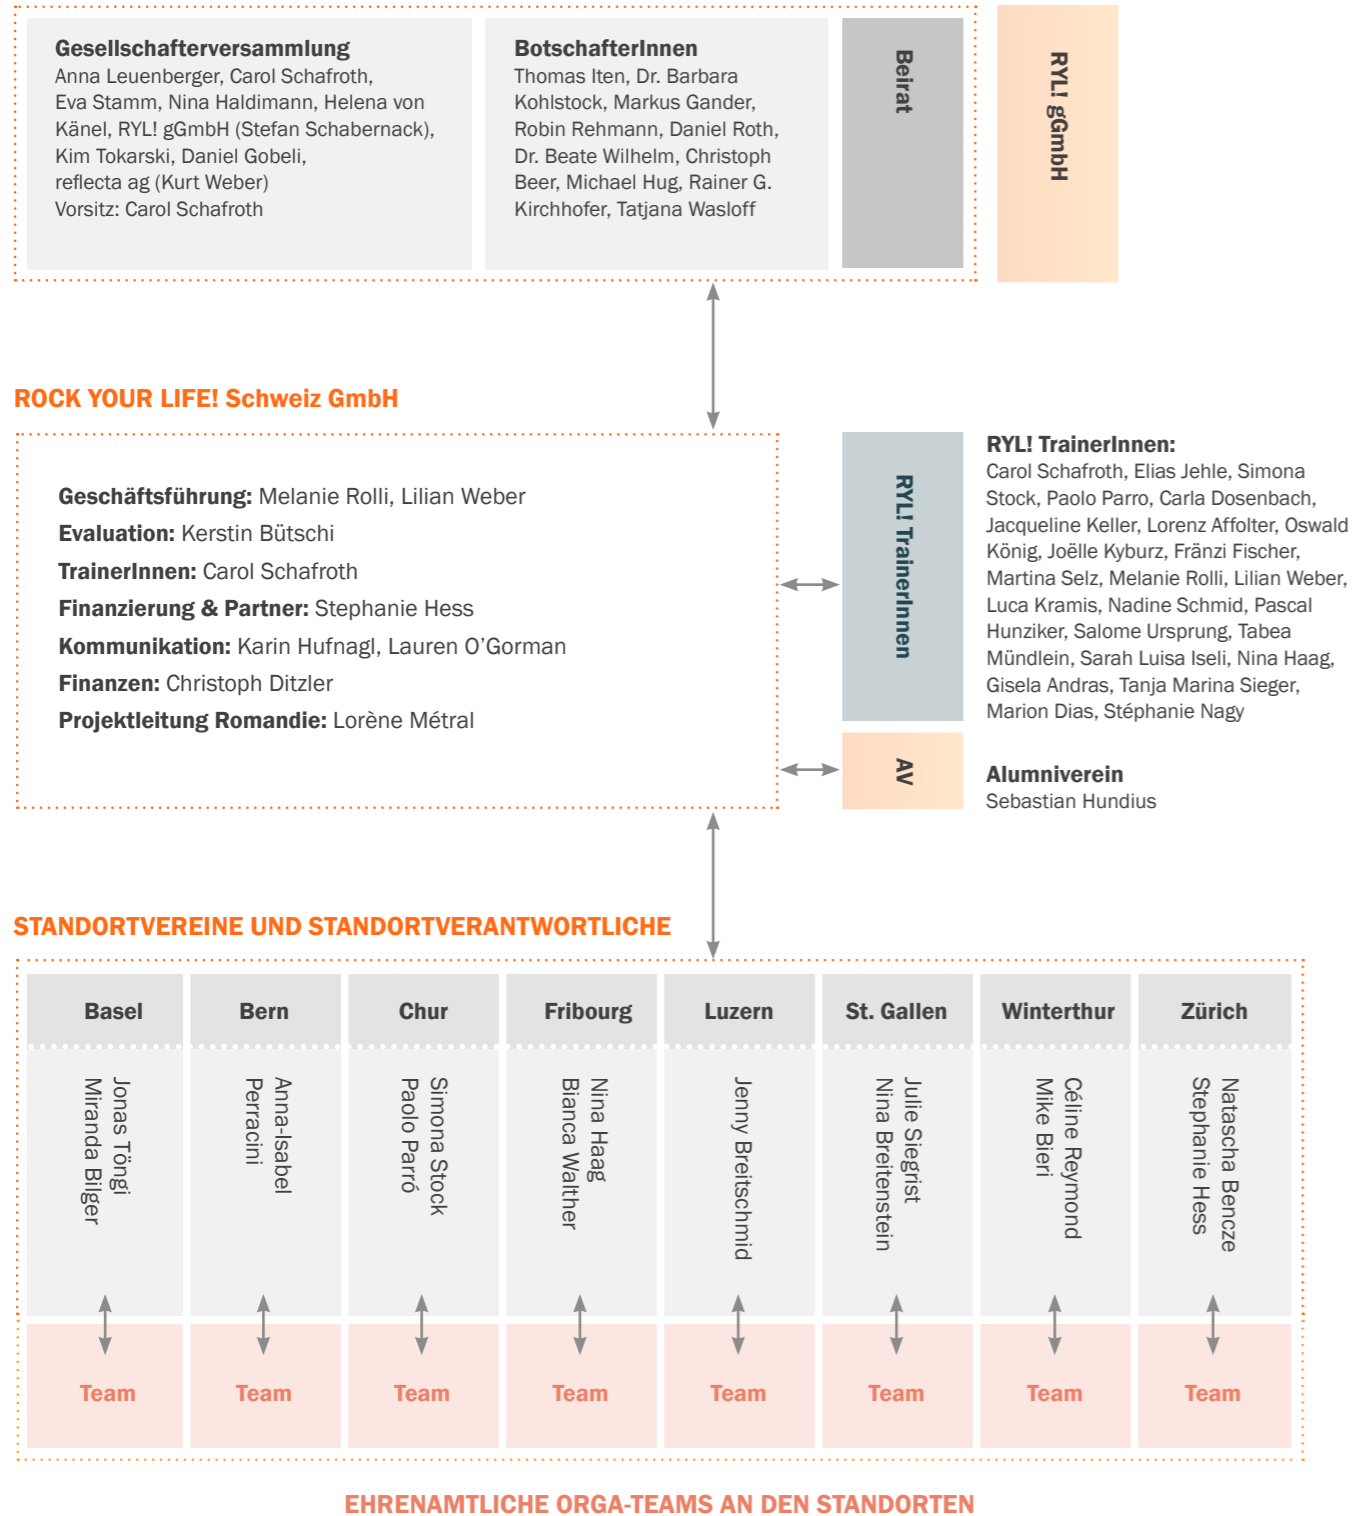 Gesellschafterversammlung
Anna Leuenberger, Carol Schafroth,
Eva Stamm, Nina Haldimann, Helena von
Känel, RYL! gGmbH (Stefan Schabernack),
Kim Tokarski, Daniel Gobeli,
reflecta ag (Kurt Weber)
Vorsitz: Carol Schafroth
BotschafterInnen
Thomas Iten, Dr. Barbara
Kohlstock, Markus Gander,
Robin Rehmann, Daniel Roth,
Dr. Beate Wilhelm, Christoph
Beer, Michael Hug, Rainer G.
Kirchhofer, Tatjana Wasloff
Beirat
RYL! gGmbH
ROCK YOUR LIFE! Schweiz GmbH
Geschäftsführung: Melanie Rolli, Lilian Weber
Evaluation: Kerstin Bütschi
TrainerInnen: Carol Schafroth
Finanzierung & Partner: Stephanie Hess
Kommunikation: Karin Hufnagl, Lauren O’Gorman
Finanzen: Christoph Ditzler
Projektleitung Romandie: Lorène Métral
RYL! TrainerInnen
RYL! TrainerInnen:
Carol Schafroth, Elias Jehle, Simona
Stock, Paolo Parro, Carla Dosenbach,
Jacqueline Keller, Lorenz Affolter, Oswald
König, Joëlle Kyburz, Fränzi Fischer,
Martina Selz, Melanie Rolli, Lilian Weber,
Luca Kramis, Nadine Schmid, Pascal
Hunziker, Salome Ursprung, Tabea
Mündlein, Sarah Luisa Iseli, Nina Haag,
Gisela Andras, Tanja Marina Sieger,
Marion Dias, Stéphanie Nagy
AV
Alumniverein
Sebastian Hundius
STANDORTVEREINE UND STANDORTVERANTWORTLICHE
Basel
Jonas Töngi
Miranda Bilger
Team
Bern
Anna-Isabel
Perracini
Team
Chur
Simona Stock
Paolo Parró
Team
Fribourg
Nina Haag
Bianca Walther
Team
Luzern
Jenny Breitschmid
Team
St. Gallen
Julie Siegrist
Nina Breitenstein
Team
Winterthur
Céline Reymond
Mike Bieri
Team
Zürich
Natascha Bencze
Stephanie Hess
Team
EHRENAMTLICHE ORGA-TEAMS AN DEN STANDORTEN